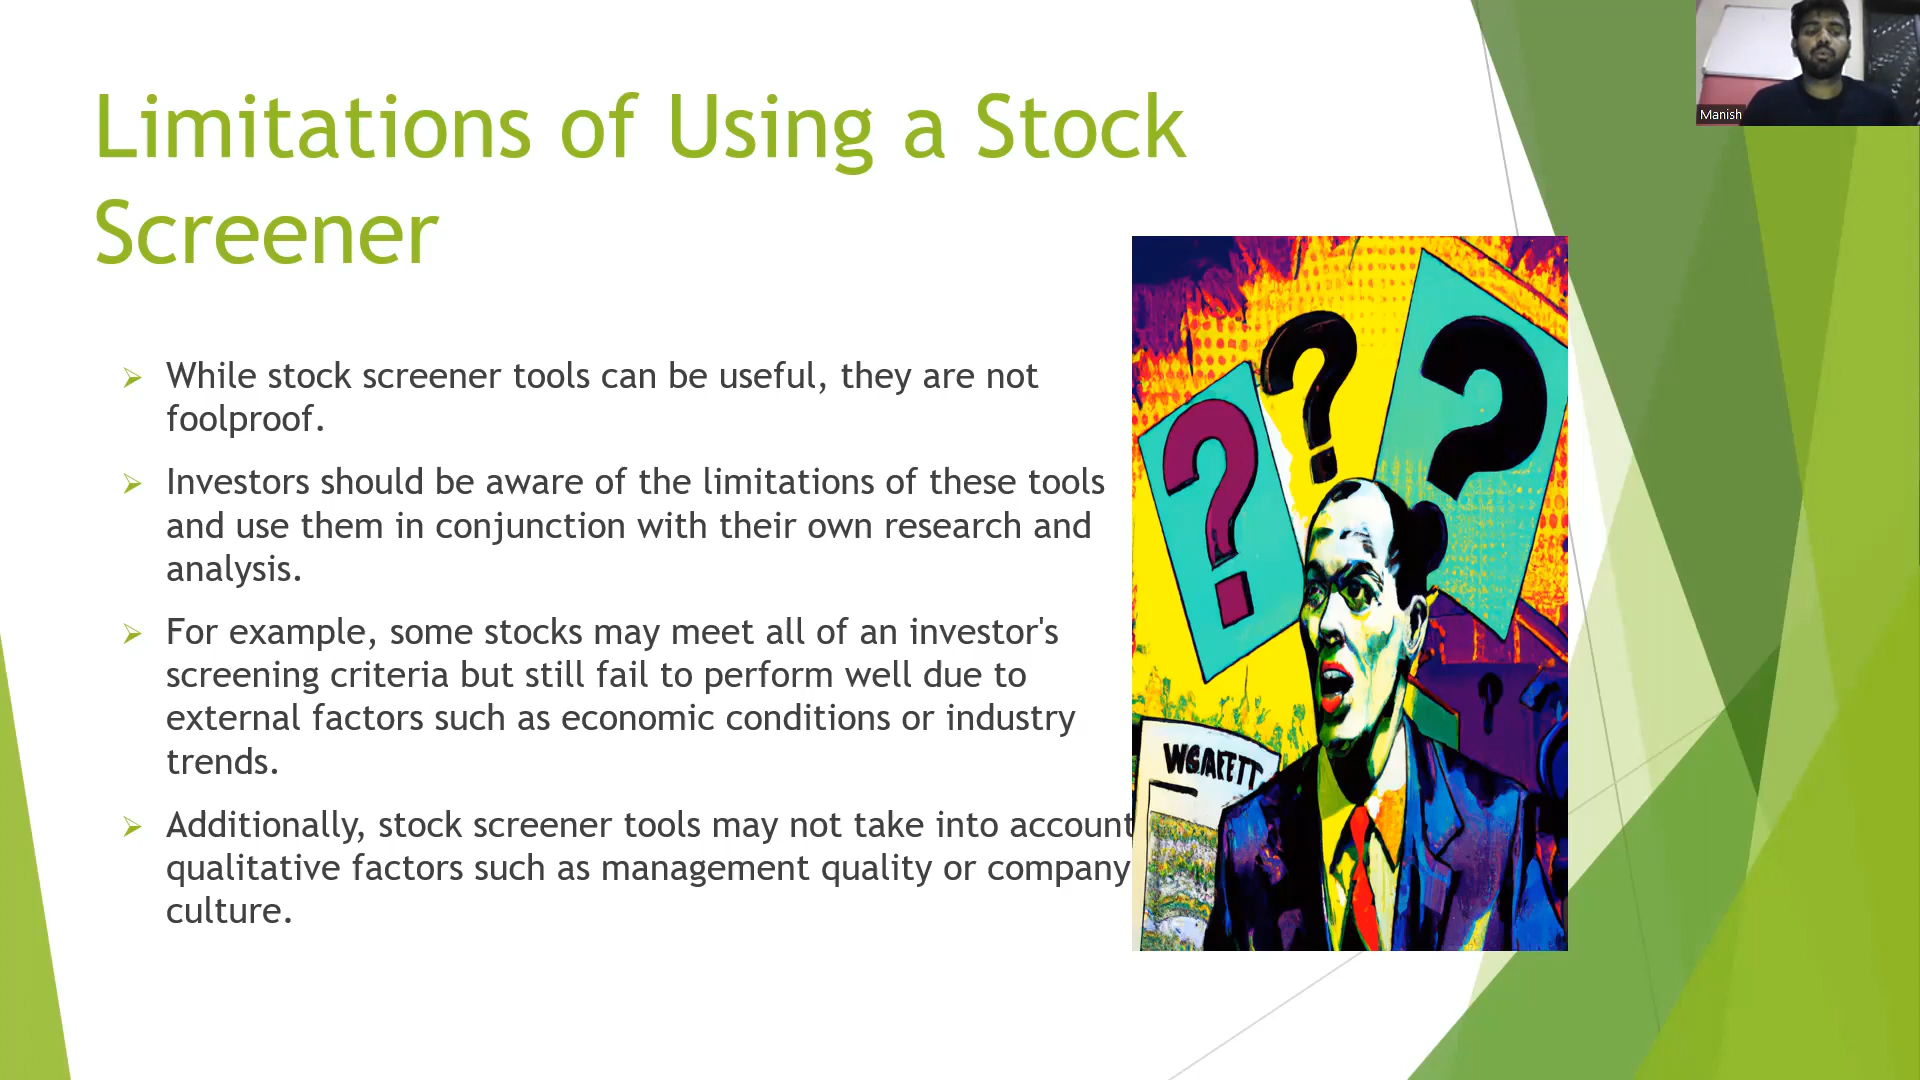 Manish
Limitations of Using a Stock
Screener
While stock screener tools can be useful, they are not
foolproof.
Investors should be aware of the limitations of these tools
and use them in conjunction with their own research and
analysis.
For example, some stocks may meet all of an investor's
screening criteria but still fail to perform well due to
external factors such as economic conditions or industry
trends.
Additionally, stock screener tools may not take into account
qualitative factors such as management quality or company
culture.
? ? ?